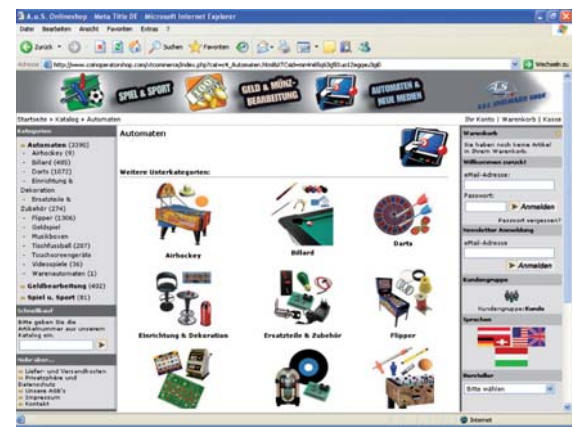 A.u.S. Onlineshop Meta Title DE Microsoft Internet Explorer
Datei Bearbeiten Ansicht Favoriten Extras ?
Zurück Suchen Favoriten
Adresse Wechseln zu
SPIEL & SPORT
GELD & MÜNZ-
BEARBEITUNG
AUTOMATEN &
NEUE MEDIEN
Startseite » Katalog » Automaten
Ihr Konto | Warenkorb | Kasse
Kategorien
Automaten (3390)
- Airhockey (9)
- Billard (485)
- Darts (1072)
- Einrichtung &
Dekoration
- Ersatzteile &
Zubehör (274)
- Flipper (1306)
- Geldspiel
- Musikboxen
- Tischfussball (207)
- Touchscreengeräte
- Videospiele (36)
- Warenautomaten (1)
Geldbearbeitung (402)
Spiel u. Sport (81)
Schnellkauf
Bitte geben Sie die
Artikelnummer aus unserem
Katalog ein.
Mehr über...
Liefer- und Versandkosten
Privatsphäre und
Datenschutz
Unsere AGB's
Impressum
Kontakt
Automaten
Weitere Unterkategorien:
Airhockey
Billard
Darts
Einrichtung & Dekoration
Ersatzteile & Zubehör
Flipper
Warenkorb
Sie haben noch keine Artikel
in Ihrem Warenkorb.
Willkommen zurück!
eMail-Adresse:
Passwort:
Anmelden
Passwort vergessen?
Newsletter Anmeldung
eMail-Adresse
Anmelden
Kundengruppe
Kundengruppe: Kunde
Sprachen
Hersteller
Bitte wählen
Internet